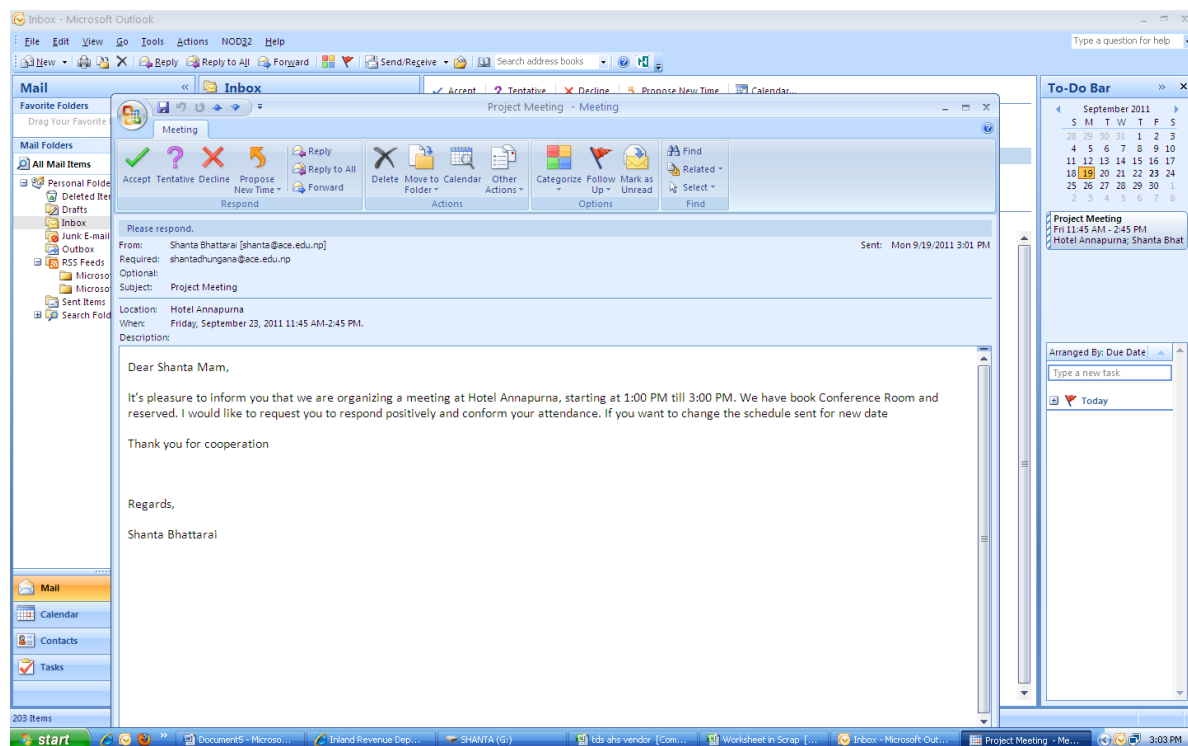 Inbox - Microsoft Outlook
File Edit View Go Tools Actions NOD32 Help
Type a question for help
New Reply Reply to All Forward Send/Receive Search address books
Mail « Inbox
Accept ? Tentative Decline Propose New Time Calendar...
To-Do Bar » ×
Favorite Folders
Drag Your Favorite
Mail Folders
All Mail Items
Personal Folde
Deleted Iter
Drafts
Inbox
Junk E-mail
Outbox
RSS Feeds
Microso
Microso
Sent Items
Search Fold
Mail
Calendar
Contacts
Tasks
203 Items
Project Meeting - Meeting
Meeting
Accept Tentative Decline Propose New Time
Reply
Reply to All
Forward
Respond
Delete Move to Folder Calendar Other Actions
Actions
Categorize Follow Up Mark as Unread
Options
Find
Related
Select
Find
Please respond.
From: Shanta Bhattarai [shanta@ace.edu.np] Sent: Mon 9/19/2011 3:01 PM
Required: shantadhungana@ace.edu.np
Optional:
Subject: Project Meeting
Location: Hotel Annapurna
When: Friday, September 23, 2011 11:45 AM-2:45 PM.
Description:
Dear Shanta Mam,
It's pleasure to inform you that we are organizing a meeting at Hotel Annapurna, starting at 1:00 PM till 3:00 PM. We have book Conference Room and
reserved. I would like to request you to respond positively and conform your attendance. If you want to change the schedule sent for new date
Thank you for cooperation
Regards,
Shanta Bhattarai
September 2011
S M T W T F S
28 29 30 31 1 2 3
4 5 6 7 8 9 10
11 12 13 14 15 16 17
18 19 20 21 22 23 24
25 26 27 28 29 30 1
2 3 4 5 6 7 8
Project Meeting
Fri 11:45 AM - 2:45 PM
Hotel Annapurna; Shanta Bhat
Arranged By: Due Date
Type a new task
Today
start Document5 - Microso... Inland Revenue Dep... SHANTA (G:) tds ahs vendor [Com... Worksheet in Scrap [... Inbox - Microsoft Out... Project Meeting - Me... 3:03 PM